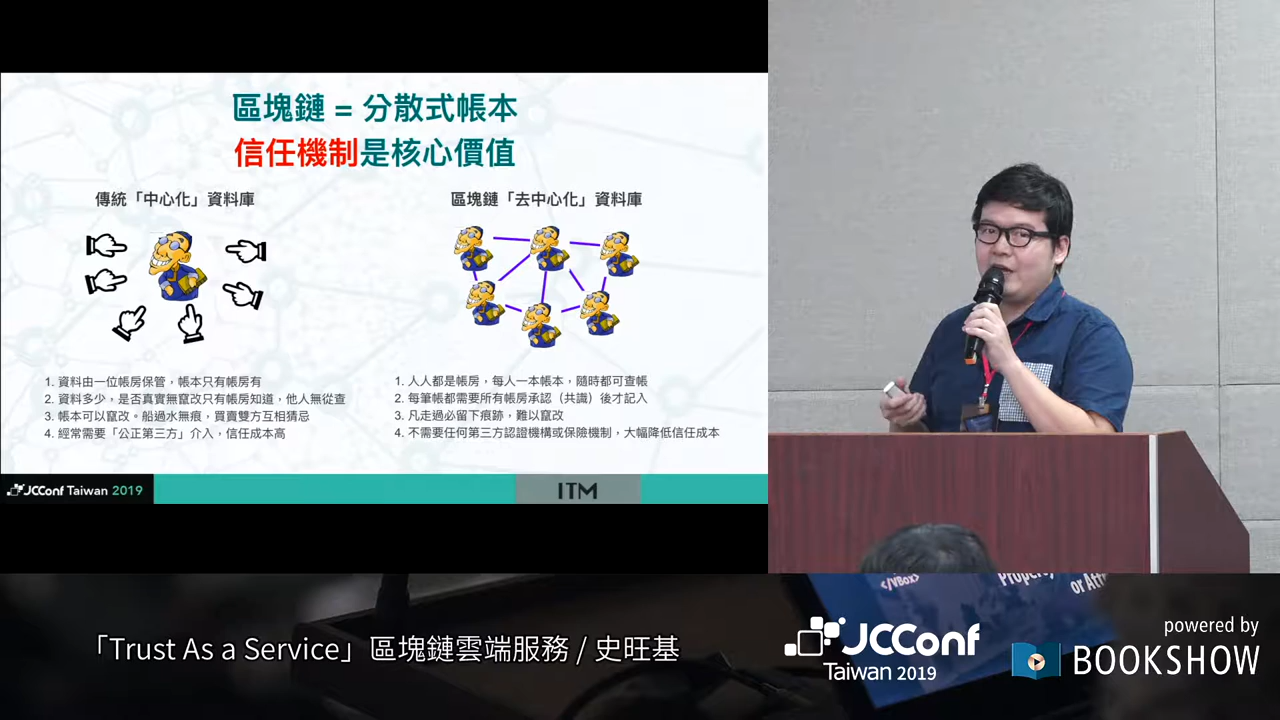 區塊鏈 = 分散式帳本
信任機制是核心價值
傳統「中心化」資料庫
1. 資料由一位帳房保管，帳本只有帳房有
2. 資料多少，是否真實無竄改只有帳房知道，他人無從查
3. 帳本可以竄改。船過水無痕，買賣雙方互相猜忌
4. 經常需要「公正第三方」介入，信任成本高
區塊鏈「去中心化」資料庫
1. 人人都是帳房，每人一本帳本，隨時都可查帳
2. 每筆帳都需要所有帳房承認（共識）後才記入
3. 凡走過必留下痕跡，難以竄改
4. 不需要任何第三方認證機構或保險機制，大幅降低信任成本
JCConf Taiwan 2019
ITM
「Trust As a Service」區塊鏈雲端服務 / 史旺基
</VBox>
Property
or Attr
JCConf
Taiwan 2019
powered by
BOOKSHOW